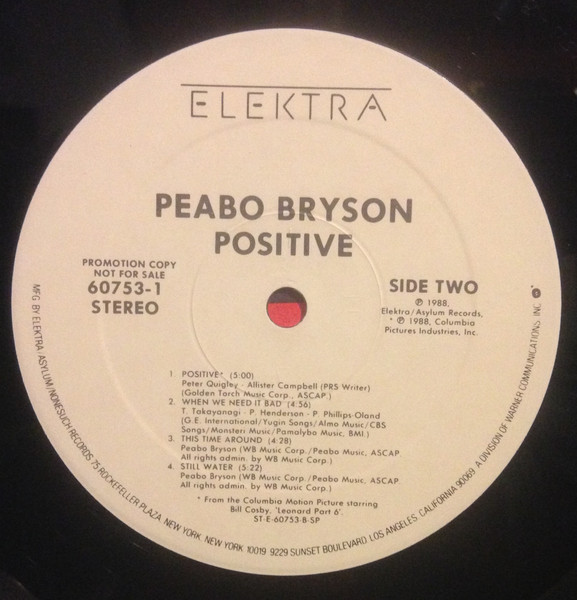 ELEKTRA
PEABO BRYSON
POSITIVE
PROMOTION COPY
NOT FOR SALE
60753-1
STEREO
SIDE TWO
℗ 1988,
Elektra/Asylum Records,
* ℗ 1988, Columbia
Pictures Industries, Inc.
1. POSITIVE* (5:00)
Peter Quigley - Allister Campbell (PRS Writer)
(Golden Torch Music Corp., ASCAP)
2. WHEN WE NEED IT BAD (4:56)
T. Takayanagi - P. Henderson - P. Phillips-Oland
(G.E. International/Yugin Songs/Almo Music/CBS
Songs/Monsteri Music/Pamalybo Music, BMI)
3. THIS TIME AROUND (4:28)
Peabo Bryson (WB Music Corp./Peabo Music, ASCAP
All rights admin. by WB Music Corp.)
4. STILL WATER (5:22)
Peabo Bryson (WB Music Corp./Peabo Music, ASCAP
All rights admin. by WB Music Corp.)
* From the Columbia Motion Picture starring
Bill Cosby, 'Leonard Part 6'.
ST-E-60753-B-SP
MFG. BY ELEKTRA/ASYLUM/NONESUCH RECORDS 75 ROCKEFELLER PLAZA, NEW YORK, NEW YORK 10019 9229 SUNSET BOULEVARD, LOS ANGELES, CALIFORNIA 90069. A DIVISION OF WARNER COMMUNICATIONS, INC.